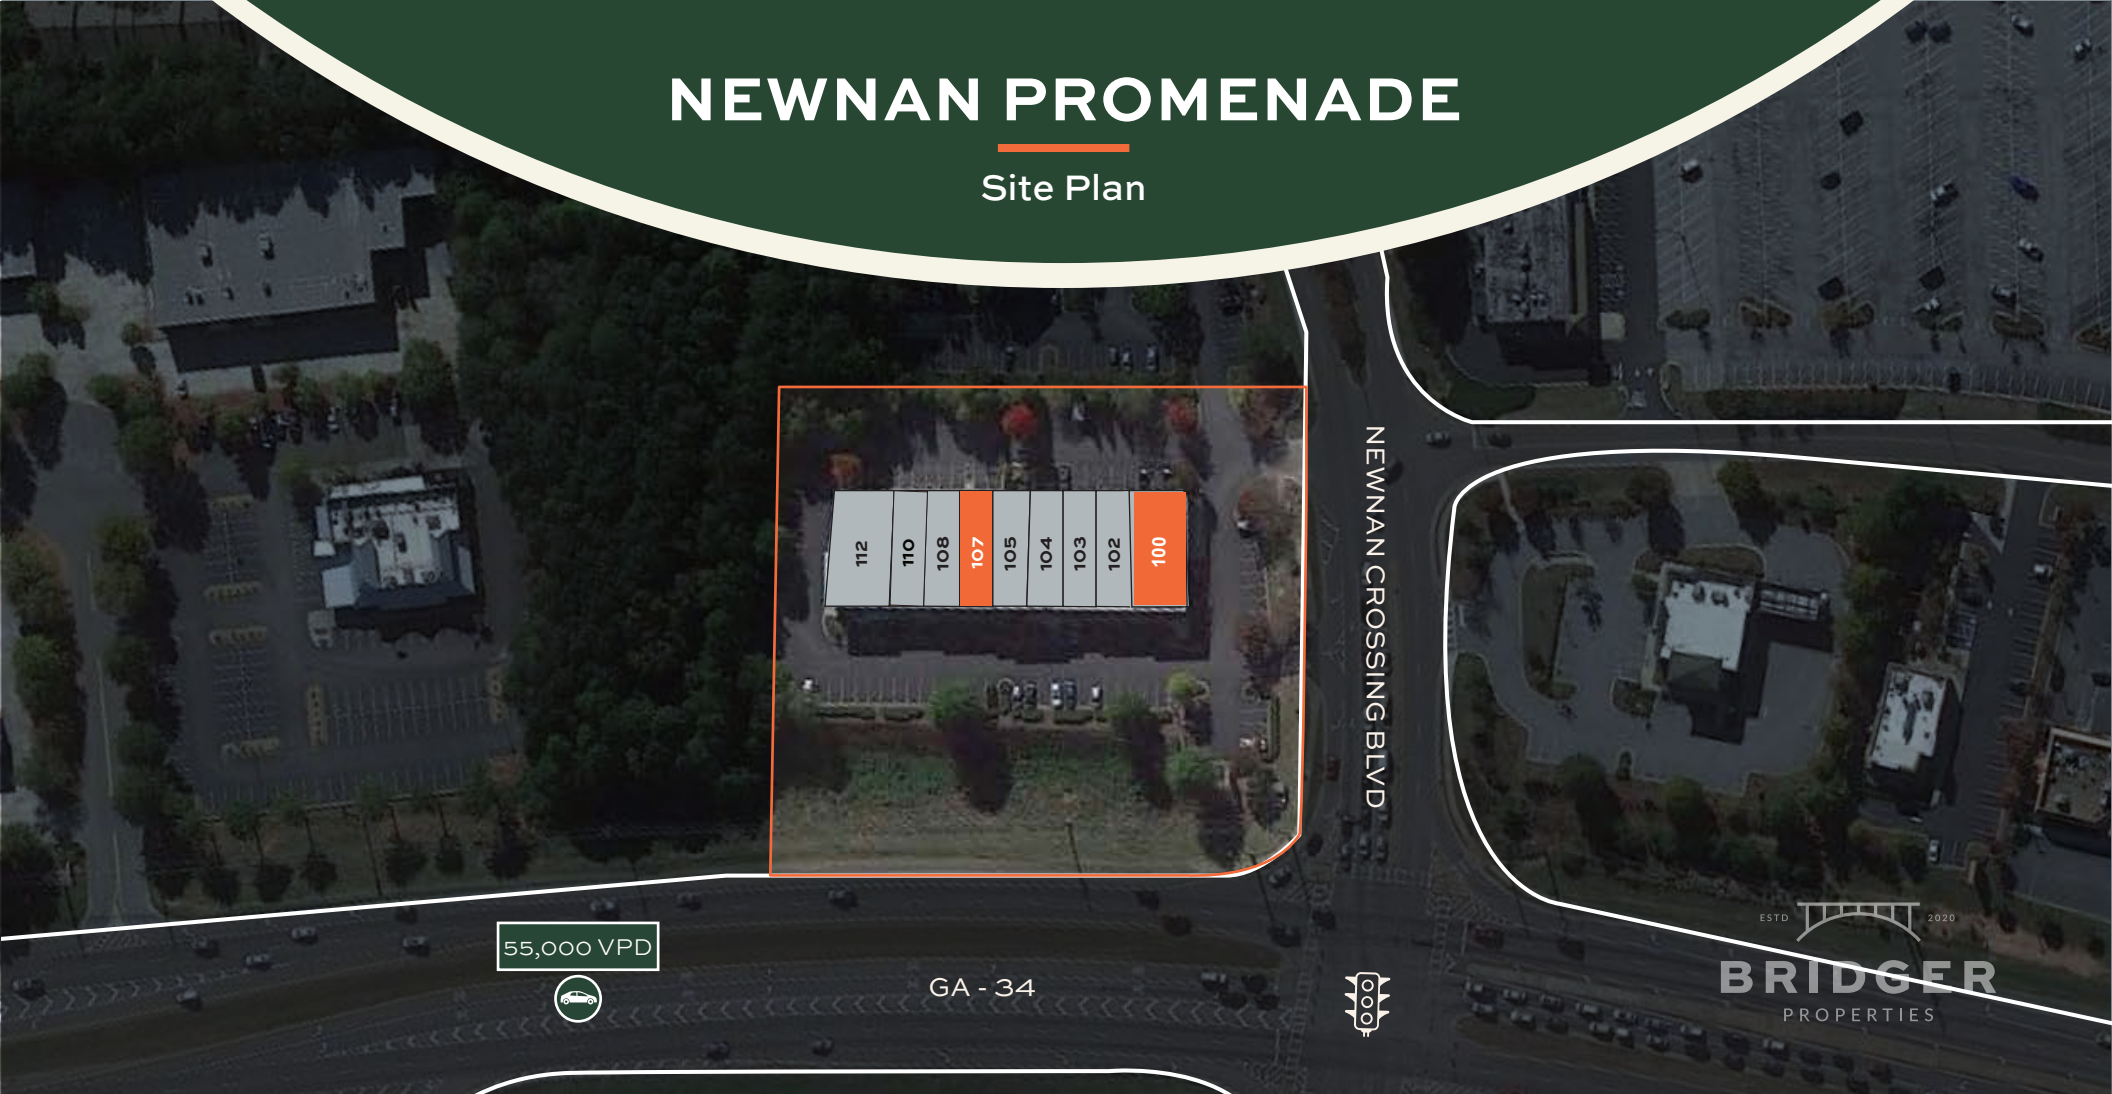 NEWNAN PROMENADE
Site Plan
NEWNAN CROSSING BLVD
112
110
108
107
105
104
103
102
100
55,000 VPD
GA - 34
ESTD 2020
BRIDGER
PROPERTIES